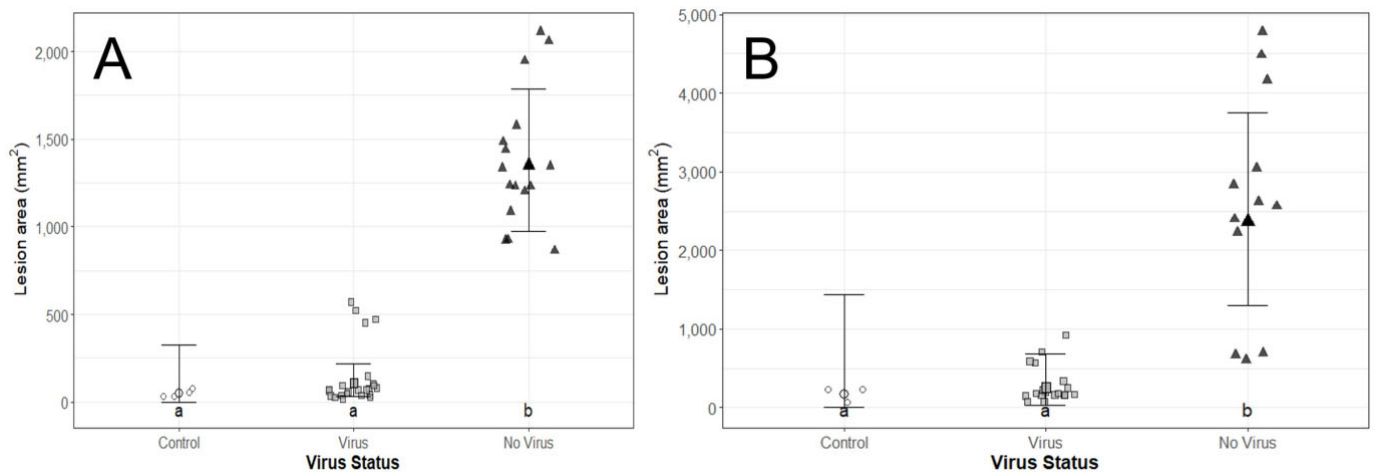 A
Lesion area (mm²)
2,000
1,500
1,000
500
0
a
a
b
Control
Virus
No Virus
Virus Status
B
Lesion area (mm²)
5,000
4,000
3,000
2,000
1,000
0
a
a
b
Control
Virus
No Virus
Virus Status